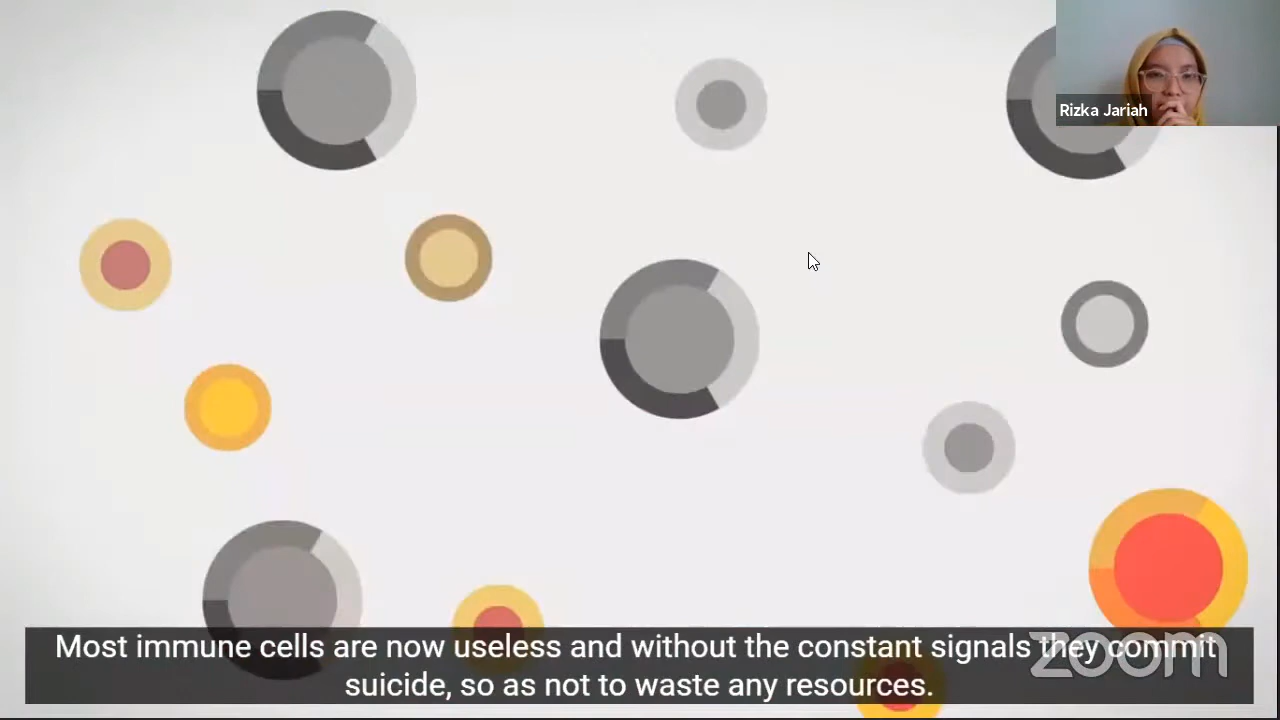 Rizka Jariah
Most immune cells are now useless and without the constant signals they commit
suicide, so as not to waste any resources.
zoom